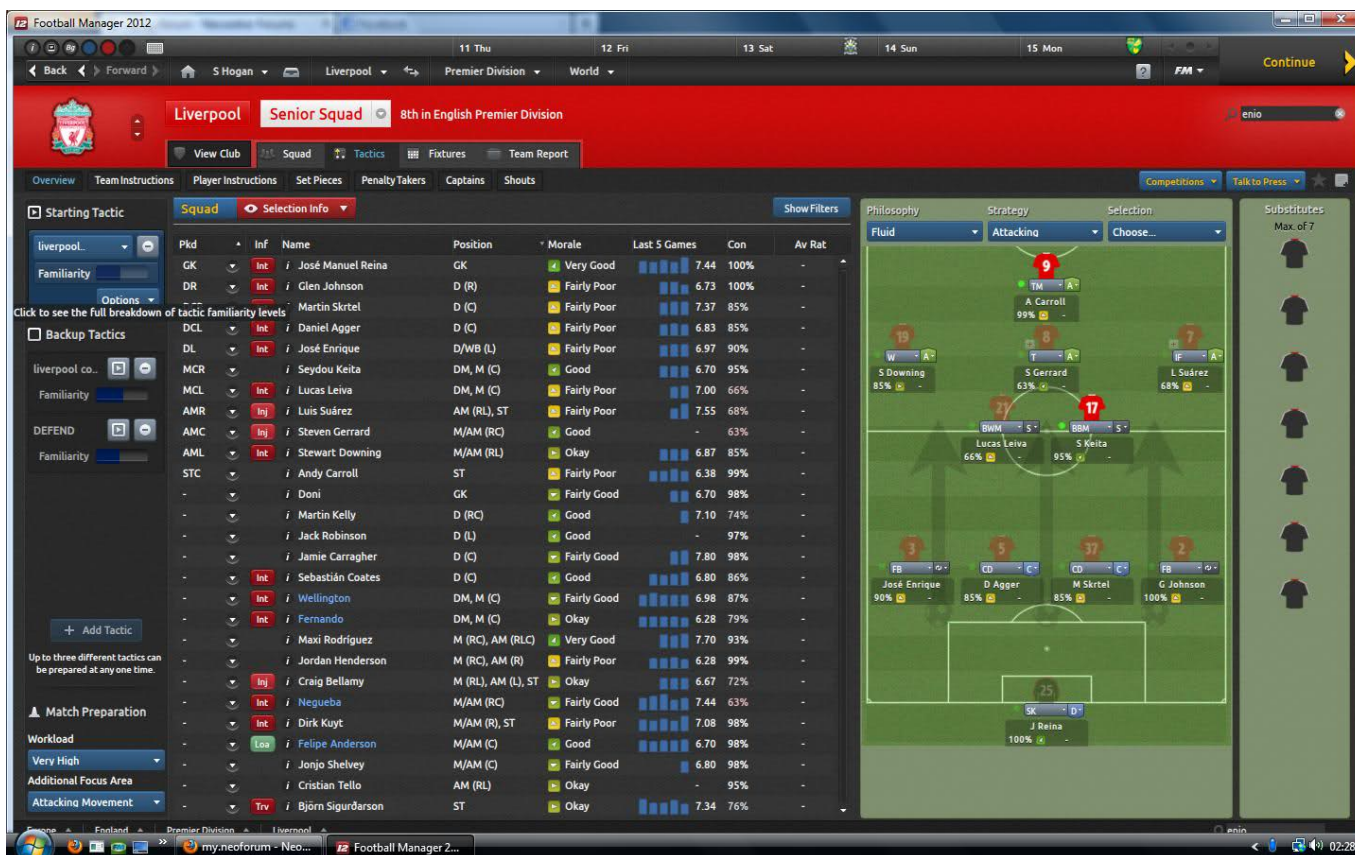 Football Manager 2012
11 Thu 12 Fri 13 Sat 14 Sun 15 Mon
Back Forward S Hogan Liverpool Premier Division World ? FM Continue
Liverpool Senior Squad 8th in English Premier Division enio
View Club Squad Tactics Fixtures Team Report
Overview Team Instructions Player Instructions Set Pieces Penalty Takers Captains Shouts Competitions Talk to Press
Starting Tactic
liverpool..
Familiarity
Options
Click to see the full breakdown of tactic familiarity levels
Backup Tactics
liverpool co..
Familiarity
DEFEND
Familiarity
+ Add Tactic
Up to three different tactics can
be prepared at any one time.
Match Preparation
Workload
Very High
Additional Focus Area
Attacking Movement
Squad Selection Info Show Filters
Pkd Inf Name Position Morale Last 5 Games Con Av Rat
GK Int i José Manuel Reina GK Very Good 7.44 100% -
DR Int i Glen Johnson D (R) Fairly Poor 6.73 100% -
Martin Skrtel D (C) Fairly Poor 7.37 85% -
DCL Int i Daniel Agger D (C) Fairly Poor 6.83 85% -
DL Int i José Enrique D/WB (L) Fairly Poor 6.97 90% -
MCR i Seydou Keita DM, M (C) Good 6.70 95% -
MCL Int i Lucas Leiva DM, M (C) Fairly Poor 7.00 66% -
AMR Inj i Luis Suárez AM (RL), ST Fairly Poor 7.55 68% -
AMC Inj i Steven Gerrard M/AM (RC) Good - 63% -
AML Int i Stewart Downing M/AM (RL) Okay 6.87 85% -
STC i Andy Carroll ST Fairly Poor 6.38 99% -
- i Doni GK Fairly Good 6.70 98% -
- i Martin Kelly D (RC) Good 7.10 74% -
- i Jack Robinson D (L) Good - 97% -
- i Jamie Carragher D (C) Fairly Good 7.80 98% -
- Int i Sebastián Coates D (C) Good 6.80 86% -
- Int i Wellington DM, M (C) Fairly Good 6.98 87% -
- Int i Fernando DM, M (C) Okay 6.28 79% -
- i Maxi Rodríguez M (RC), AM (RLC) Very Good 7.70 93% -
- i Jordan Henderson M (RC), AM (R) Fairly Poor 6.28 99% -
- Inj i Craig Bellamy M (RL), AM (L), ST Okay 6.67 72% -
- Int i Negueba M/AM (RC) Fairly Good 7.44 63% -
- Int i Dirk Kuyt M/AM (R), ST Fairly Poor 7.08 98% -
- Loa i Felipe Anderson M/AM (C) Good 6.70 98% -
- i Jonjo Shelvey M/AM (C) Fairly Good 6.80 98% -
- i Cristian Tello AM (RL) Okay - 95% -
- Trv i Björn Sigurðarson ST Okay 7.34 76% -
Philosophy Strategy Selection
Fluid Attacking Choose...
9
TM A
A Carroll
99% -
19 8 7
W A T A IF A
S Downing S Gerrard L Suárez
85% - 63% - 68% -
21 17
BWM S BBM S
Lucas Leiva S Keita
66% - 95% -
3 5 37 2
FB CD C CD C FB
José Enrique D Agger M Skrtel G Johnson
90% - 85% - 85% - 100% -
25
SK D
J Reina
100% -
Substitutes
Max. of 7
Europe England Premier Division Liverpool enio
my.neoforum - Neo... Football Manager 2... 02:28